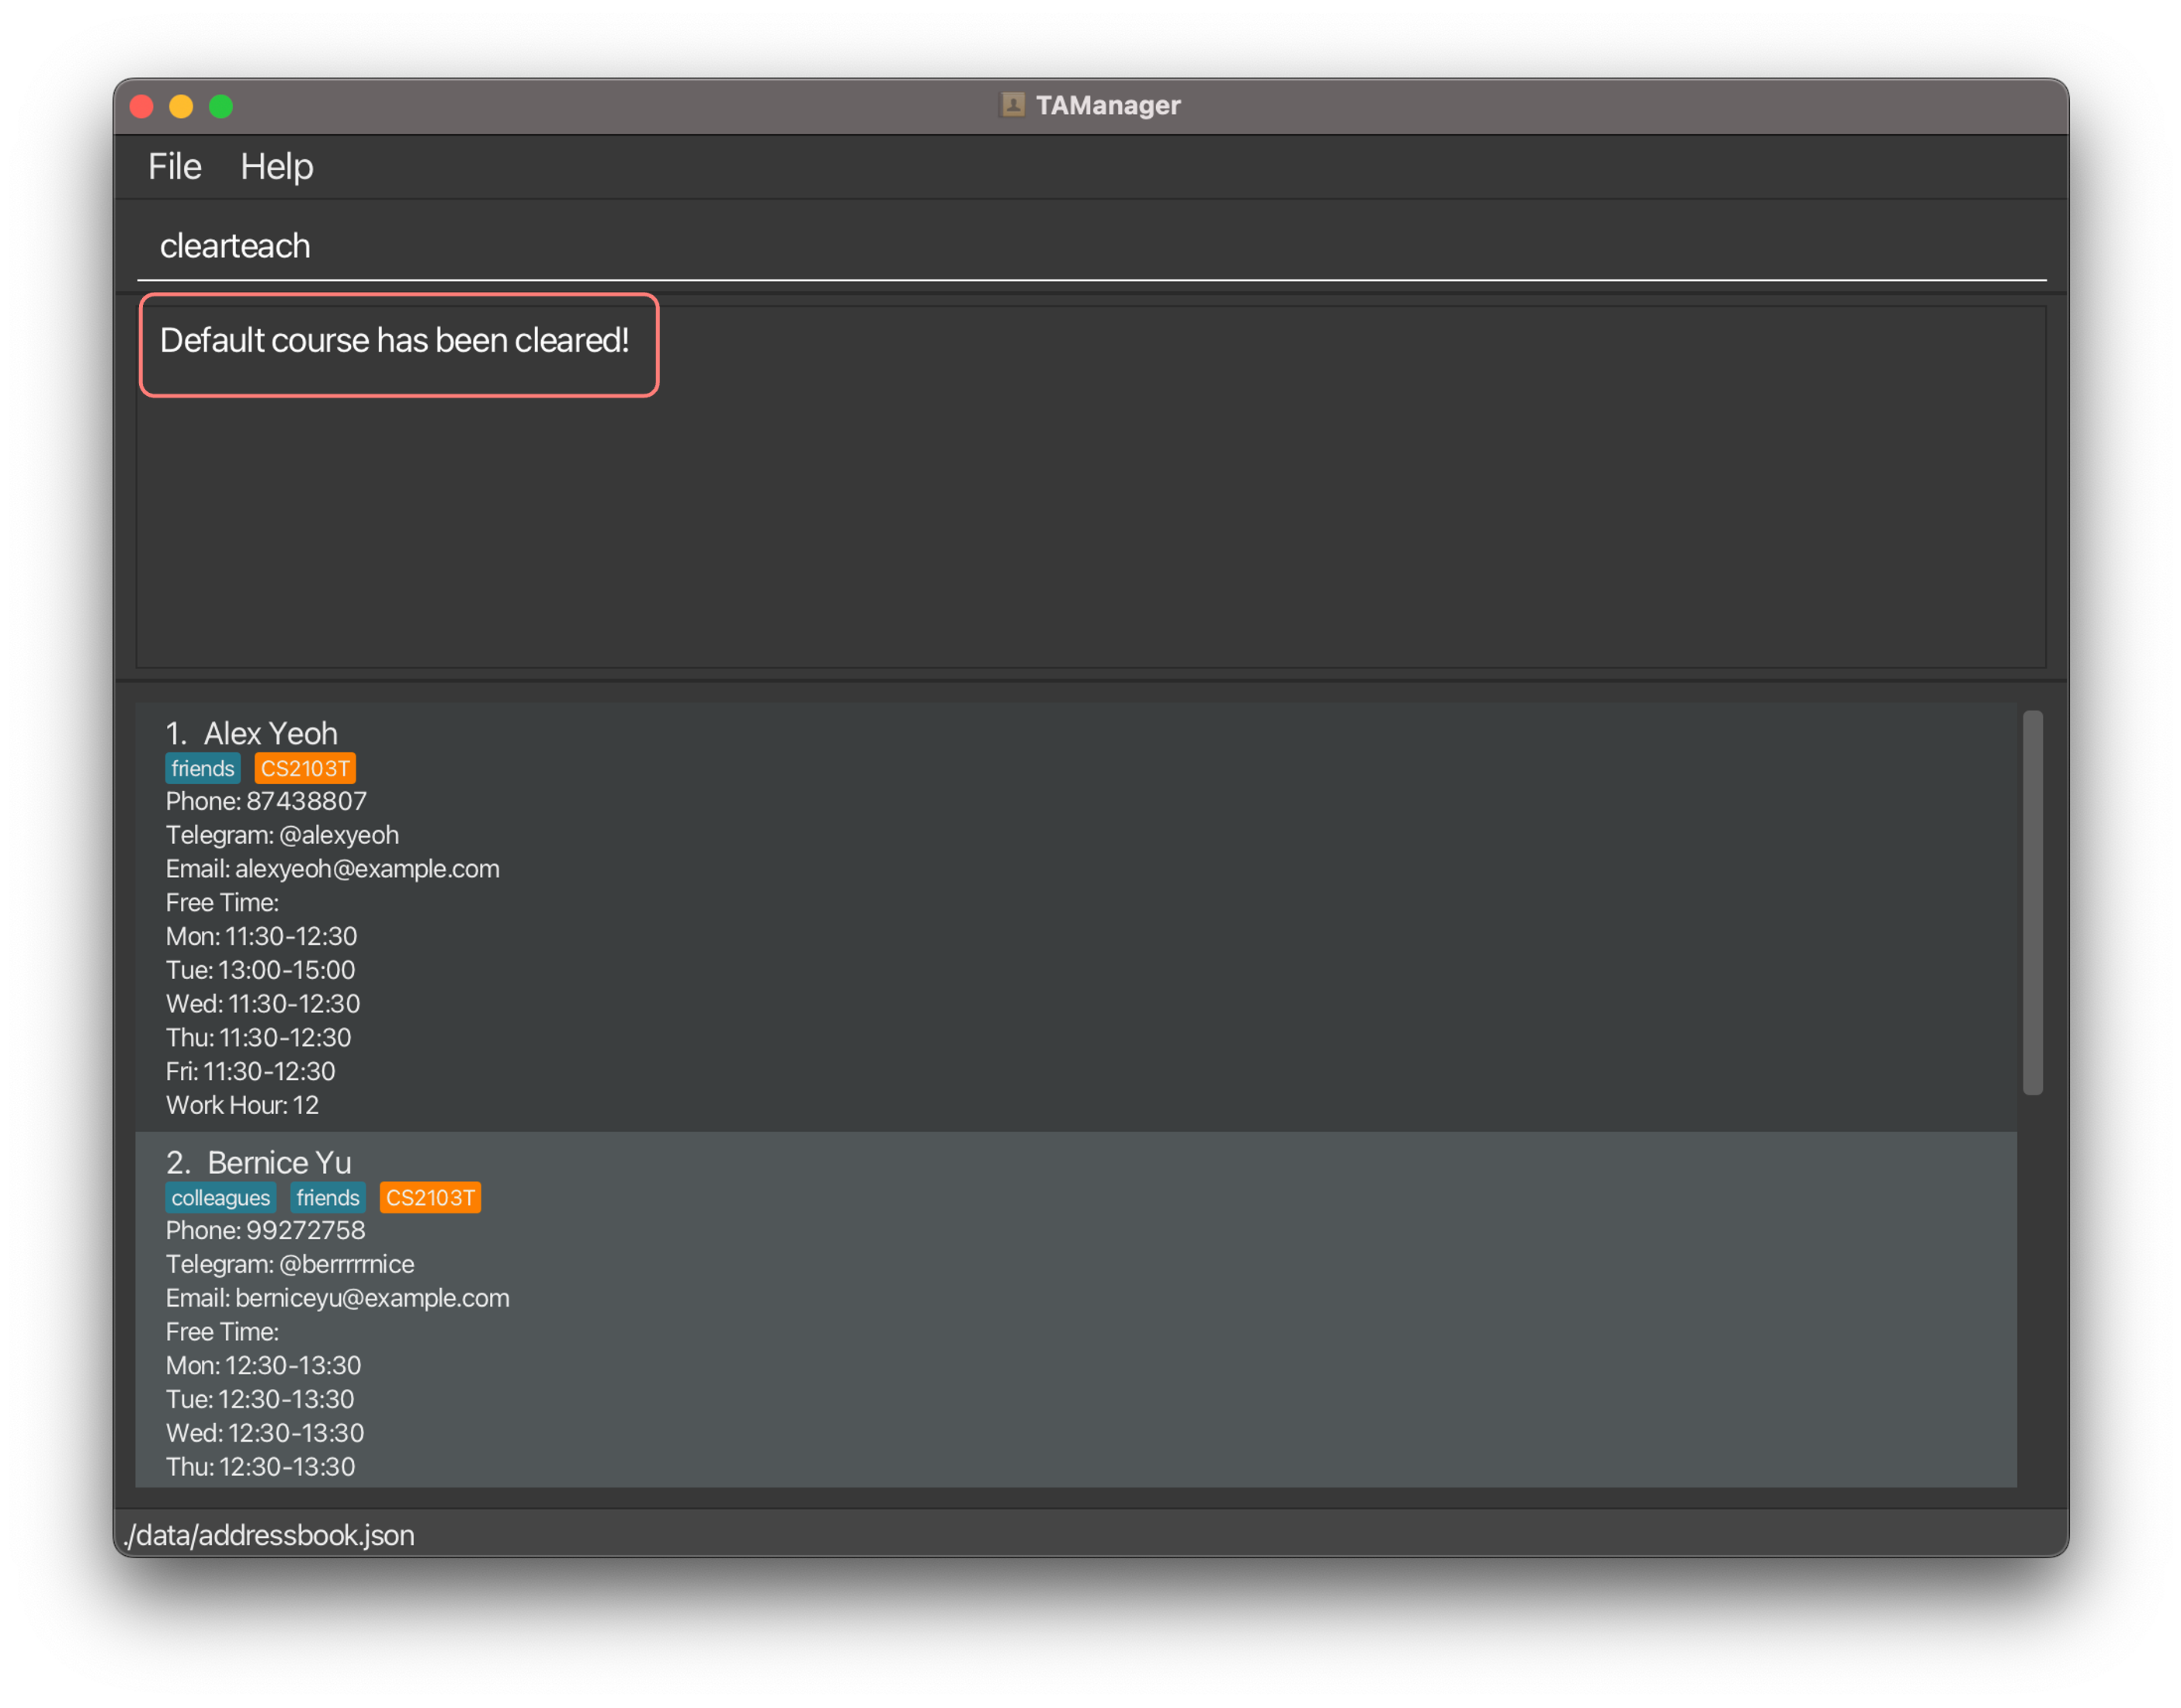 TAManager
File Help
clearteach
Default course has been cleared!
1. Alex Yeoh
friends CS2103T
Phone: 87438807
Telegram: @alexyeoh
Email: alexyeoh@example.com
Free Time:
Mon: 11:30-12:30
Tue: 13:00-15:00
Wed: 11:30-12:30
Thu: 11:30-12:30
Fri: 11:30-12:30
Work Hour: 12
2. Bernice Yu
colleagues friends CS2103T
Phone: 99272758
Telegram: @berrrrrnice
Email: berniceyu@example.com
Free Time:
Mon: 12:30-13:30
Tue: 12:30-13:30
Wed: 12:30-13:30
Thu: 12:30-13:30
./data/addressbook.json